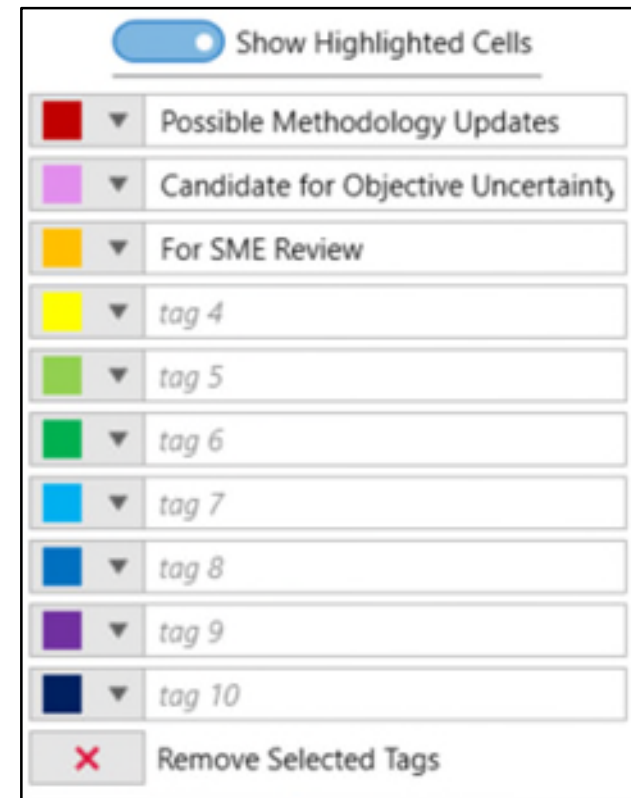 Show Highlighted Cells
Possible Methodology Updates
Candidate for Objective Uncertainty
For SME Review
tag 4
tag 5
tag 6
tag 7
tag 8
tag 9
tag 10
Remove Selected Tags